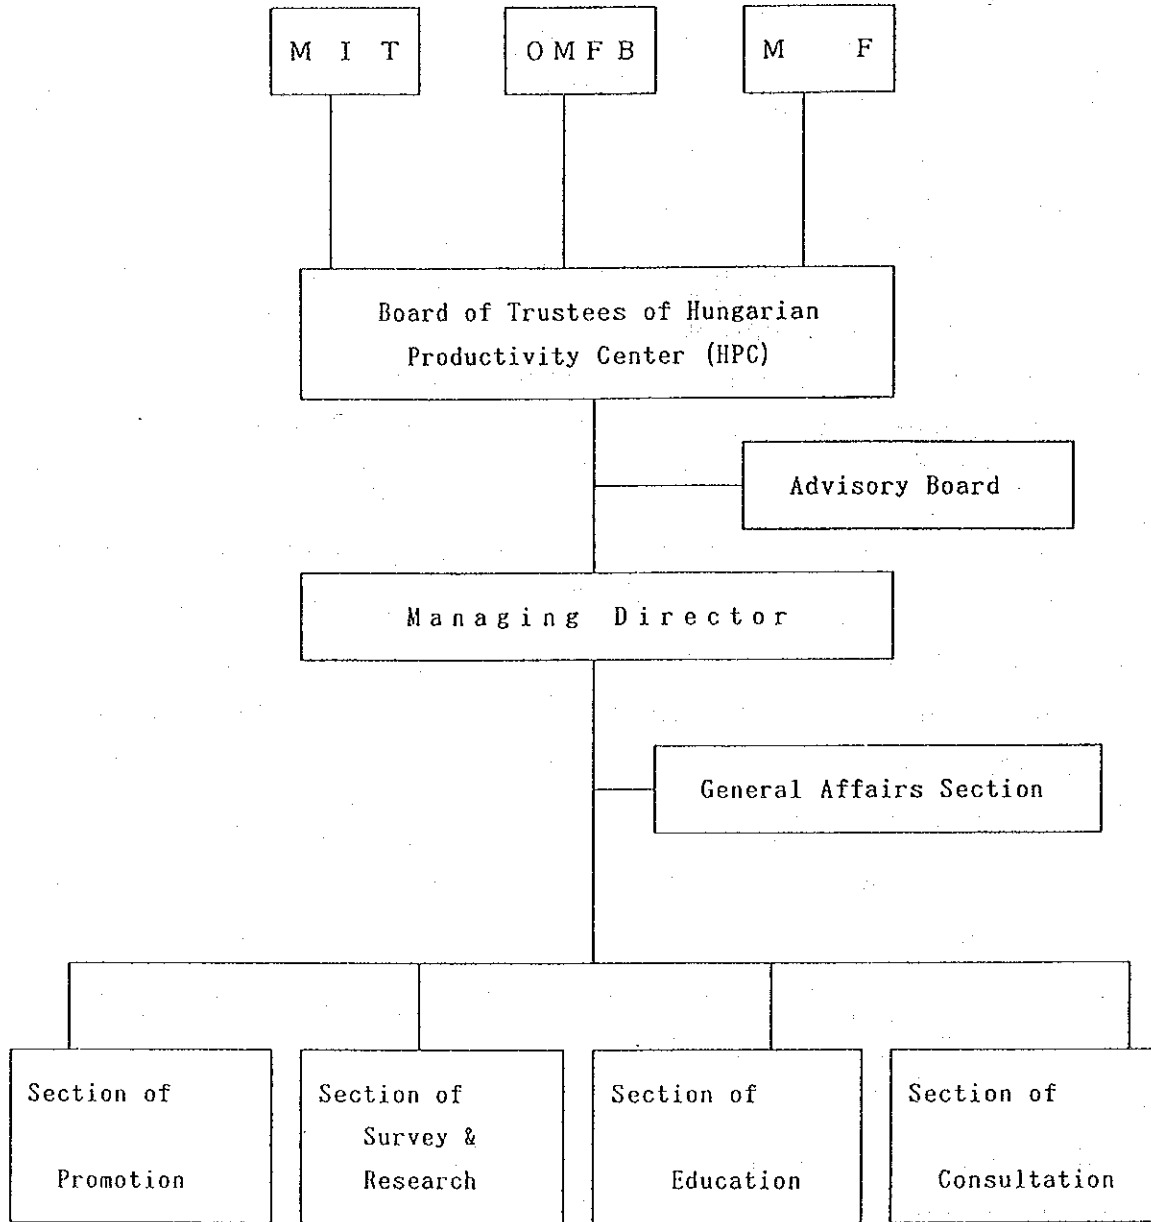 M I T
OMFB
M F
Board of Trustees of Hungarian
Productivity Center (HPC)
Advisory Board
Managing Director
General Affairs Section
Section of
Promotion
Section of
Survey &
Research
Section of
Education
Section of
Consultation